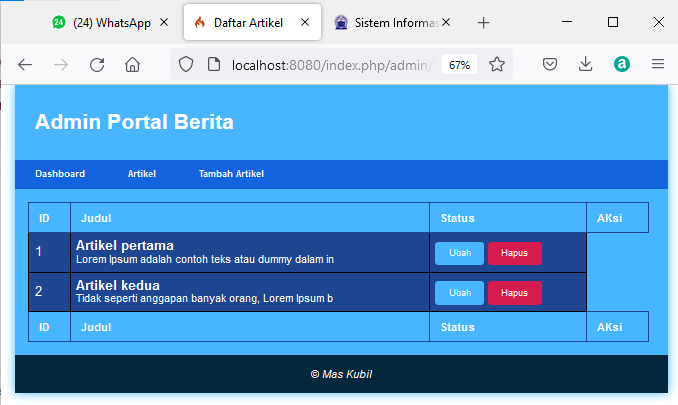 24
(24) WhatsApp
Daftar Artikel
Sistem Informas
localhost:8080/index.php/admin/
67%
a
Admin Portal Berita
Dashboard Artikel Tambah Artikel
ID Judul Status AKsi
1 Artikel pertama
Lorem Ipsum adalah contoh teks atau dummy dalam in
Ubah Hapus
2 Artikel kedua
Tidak seperti anggapan banyak orang, Lorem Ipsum b
Ubah Hapus
ID Judul Status AKsi
© Mas Kubil